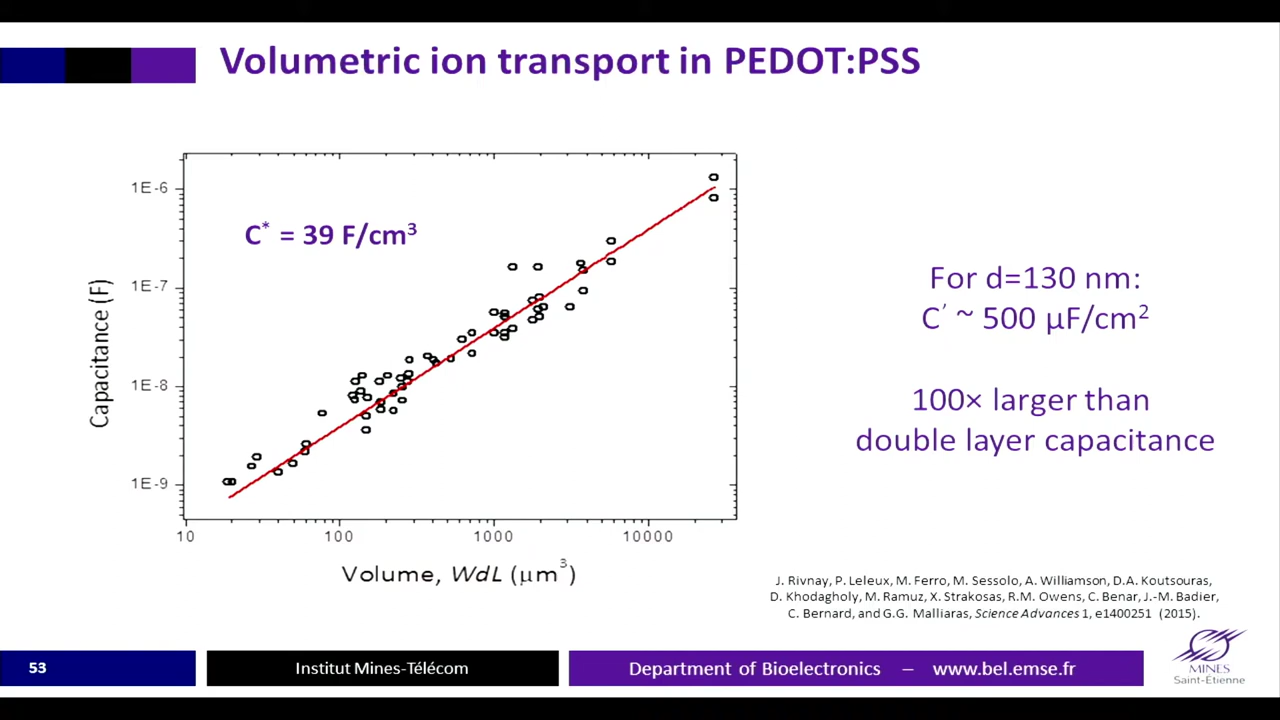 Volumetric ion transport in PEDOT:PSS
1E-6
1E-7
1E-8
1E-9
Capacitance (F)
C* = 39 F/cm³
10
100
1000
10000
Volume, WdL (µm³)
For d=130 nm:
C′ ~ 500 µF/cm²
100× larger than
double layer capacitance
J. Rivnay, P. Leleux, M. Ferro, M. Sessolo, A. Williamson, D.A. Koutsouras,
D. Khodagholy, M. Ramuz, X. Strakosas, R.M. Owens, C. Benar, J.-M. Badier,
C. Bernard, and G.G. Malliaras, Science Advances 1, e1400251 (2015).
53
Institut Mines-Télécom
Department of Bioelectronics – www.bel.emse.fr
MINES
Saint-Étienne